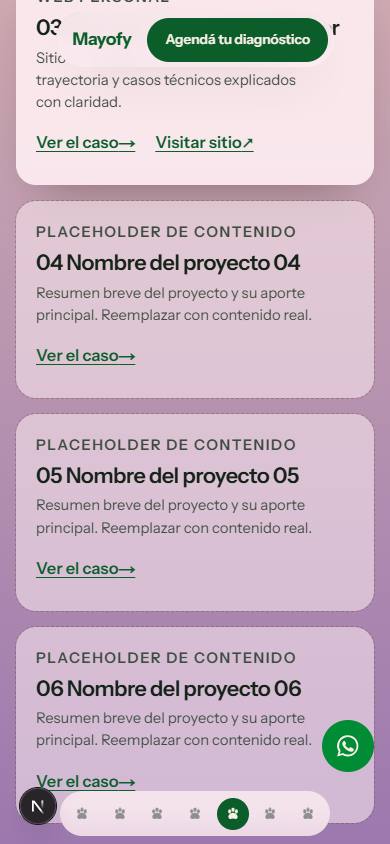 WEB PERSONAL
03
r
Mayofy
Agendá tu diagnóstico
Sitio
trayectoria y casos técnicos explicados
con claridad.
Ver el caso→ Visitar sitio↗
PLACEHOLDER DE CONTENIDO
04 Nombre del proyecto 04
Resumen breve del proyecto y su aporte
principal. Reemplazar con contenido real.
Ver el caso→
PLACEHOLDER DE CONTENIDO
05 Nombre del proyecto 05
Resumen breve del proyecto y su aporte
principal. Reemplazar con contenido real.
Ver el caso→
PLACEHOLDER DE CONTENIDO
06 Nombre del proyecto 06
Resumen breve del proyecto y su aporte
principal. Reemplazar con contenido real.
Ver el caso→
N